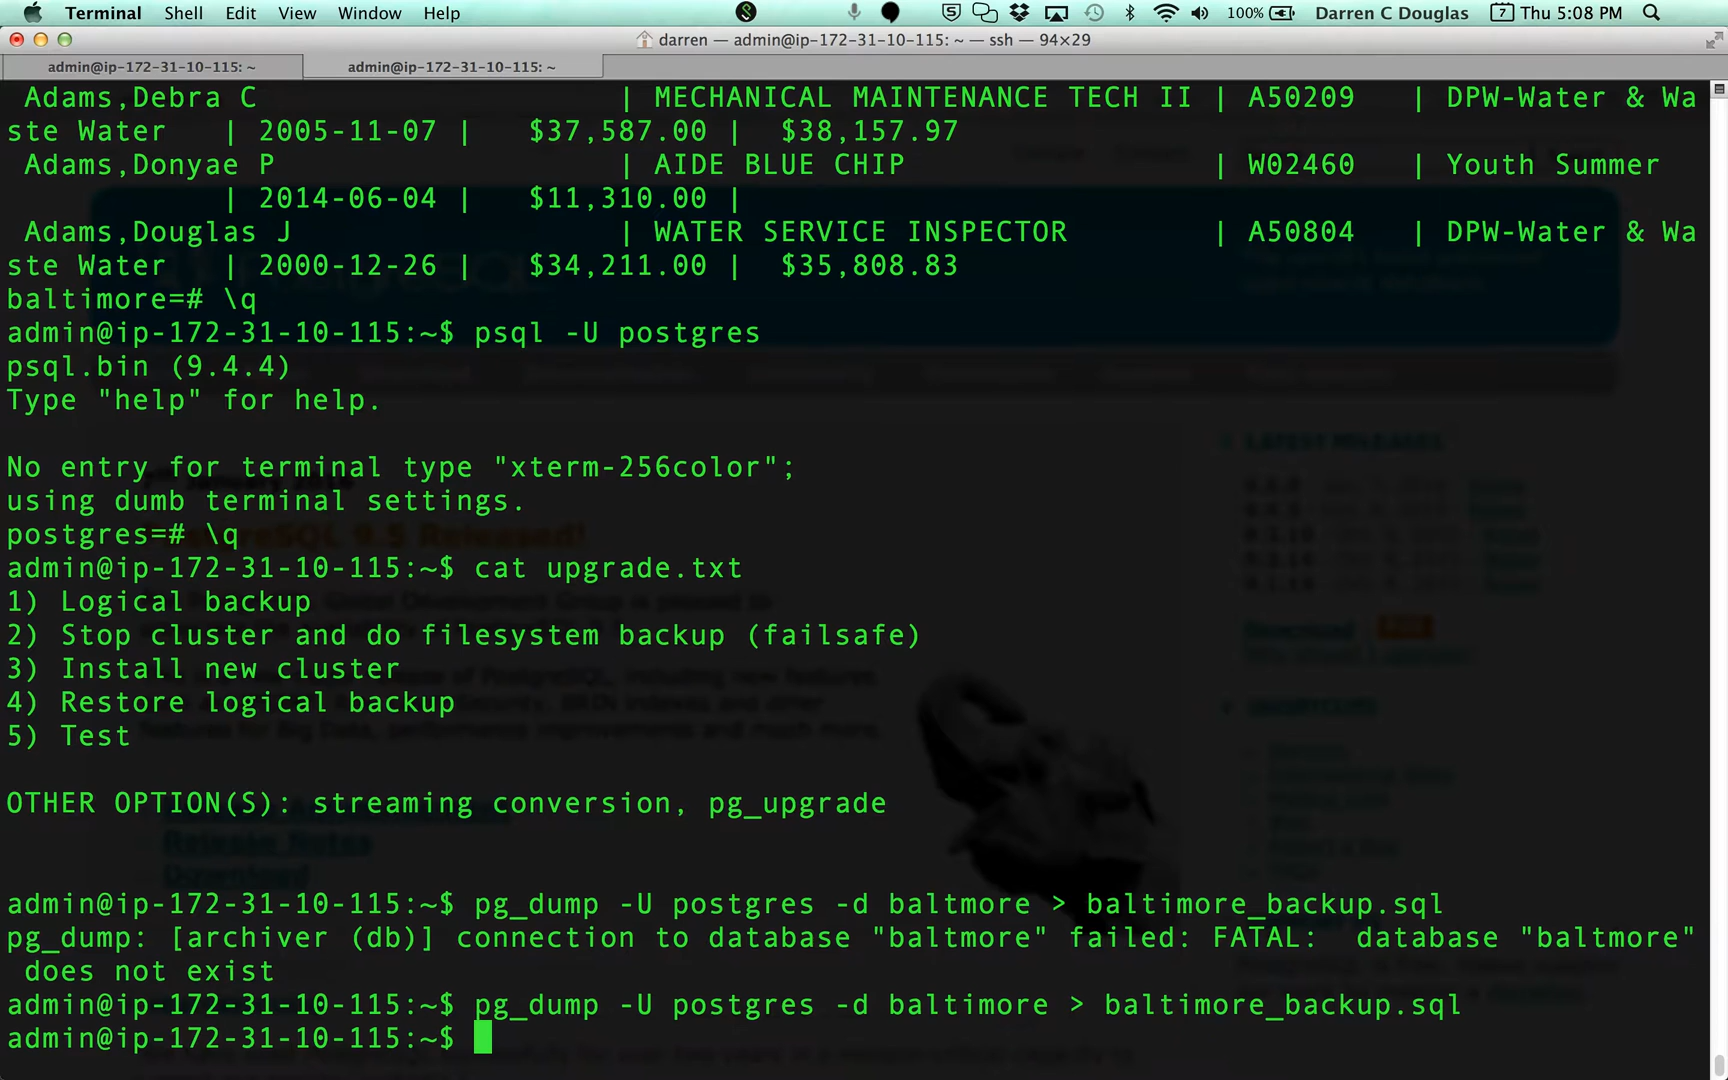 Terminal Shell Edit View Window Help 100% Darren C Douglas 7 Thu 5:08 PM
darren — admin@ip-172-31-10-115: ~ — ssh — 94×29
admin@ip-172-31-10-115: ~ admin@ip-172-31-10-115: ~
Adams,Debra C | MECHANICAL MAINTENANCE TECH II | A50209 | DPW-Water & Wa
ste Water | 2005-11-07 | $37,587.00 | $38,157.97
Adams,Donyae P | AIDE BLUE CHIP | W02460 | Youth Summer
| 2014-06-04 | $11,310.00 |
Adams,Douglas J | WATER SERVICE INSPECTOR | A50804 | DPW-Water & Wa
ste Water | 2000-12-26 | $34,211.00 | $35,808.83
baltimore=# \q
admin@ip-172-31-10-115:~$ psql -U postgres
psql.bin (9.4.4)
Type "help" for help.
No entry for terminal type "xterm-256color";
using dumb terminal settings.
postgres=# \q
admin@ip-172-31-10-115:~$ cat upgrade.txt
1) Logical backup
2) Stop cluster and do filesystem backup (failsafe)
3) Install new cluster
4) Restore logical backup
5) Test
OTHER OPTION(S): streaming conversion, pg_upgrade
Release Notes
Download
admin@ip-172-31-10-115:~$ pg_dump -U postgres -d baltmore > baltimore_backup.sql
pg_dump: [archiver (db)] connection to database "baltmore" failed: FATAL:  database "baltmore"
does not exist
admin@ip-172-31-10-115:~$ pg_dump -U postgres -d baltimore > baltimore_backup.sql
admin@ip-172-31-10-115:~$
LATEST RELEASES